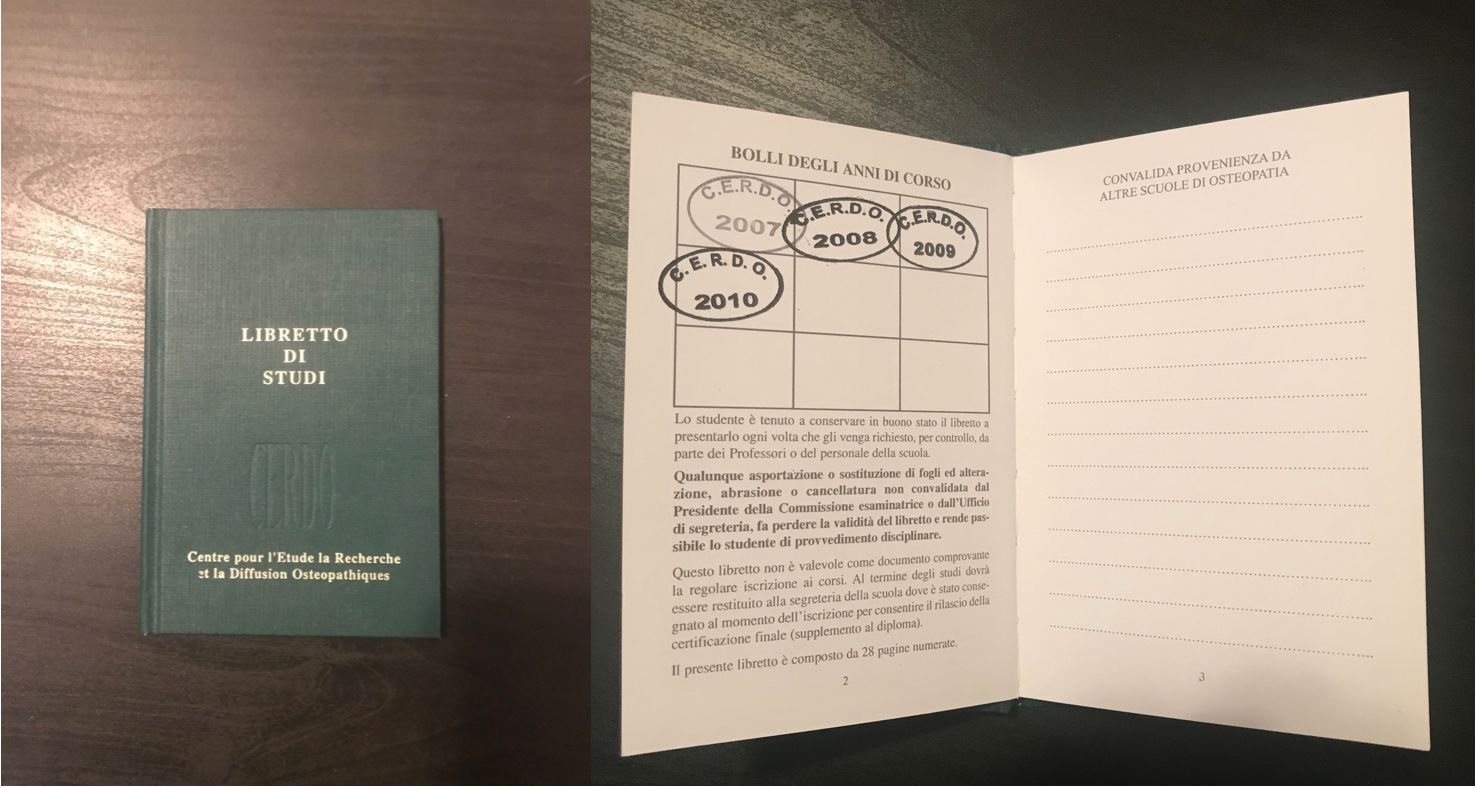 LIBRETTO
DI
STUDI
CERDO
Centre pour l'Etude la Recherche
et la Diffusion Osteopathiques
BOLLI DEGLI ANNI DI CORSO
C.E.R.D.O.
2007
C.E.R.D.O.
2008
C.E.R.D.O.
2009
C.E.R.D.O.
2010
Lo studente è tenuto a conservare in buono stato il libretto a
presentarlo ogni volta che gli venga richiesto, per controllo, da
parte dei Professori o del personale della scuola.
Qualunque asportazione o sostituzione di fogli ed altera-
zione, abrasione o cancellatura non convalidata dal
Presidente della Commissione esaminatrice o dall'Ufficio
di segreteria, fa perdere la validità del libretto e rende pas-
sibile lo studente di provvedimento disciplinare.
Questo libretto non è valevole come documento comprovante
la regolare iscrizione ai corsi. Al termine degli studi dovrà
essere restituito alla segreteria della scuola dove è stato conse-
gnato al momento dell'iscrizione per consentire il rilascio della
certificazione finale (supplemento al diploma).
Il presente libretto è composto da 28 pagine numerate.
2
CONVALIDA PROVENIENZA DA
ALTRE SCUOLE DI OSTEOPATIA
3